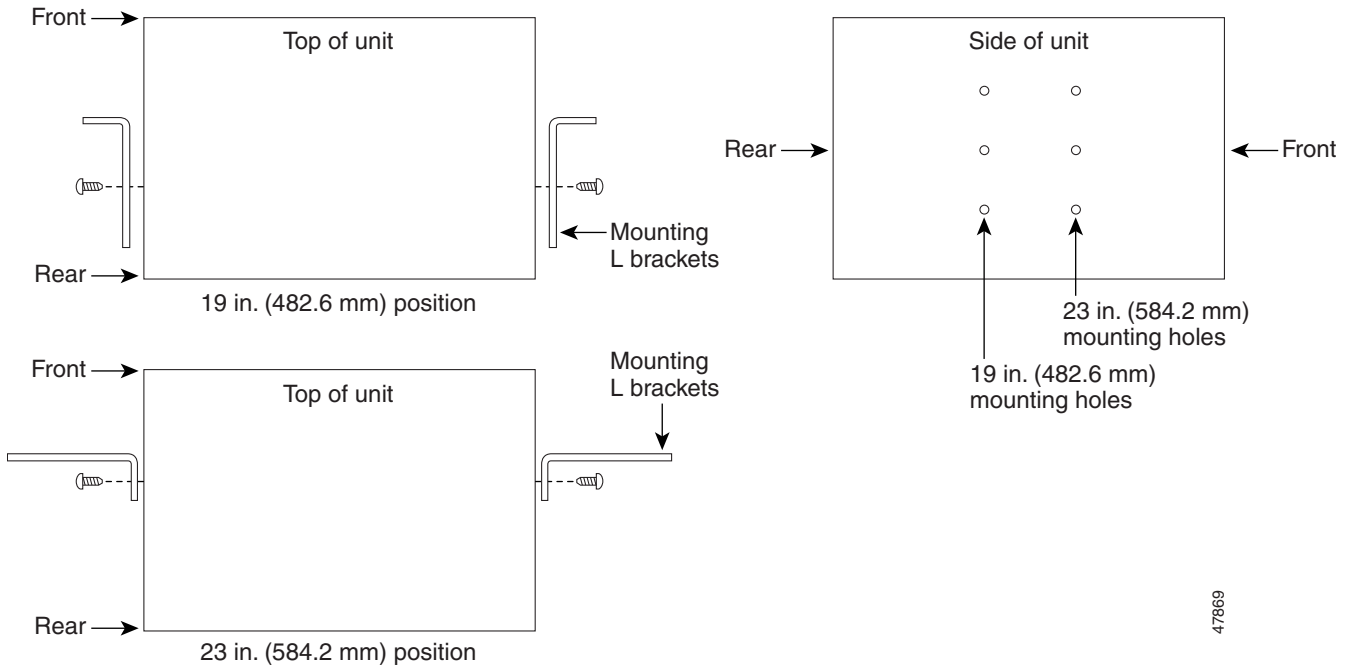 Front
Top of unit
Mounting
L brackets
Rear
19 in. (482.6 mm) position
Side of unit
Rear
Front
23 in. (584.2 mm)
mounting holes
19 in. (482.6 mm)
mounting holes
Front
Top of unit
Mounting
L brackets
Rear
23 in. (584.2 mm) position
47869